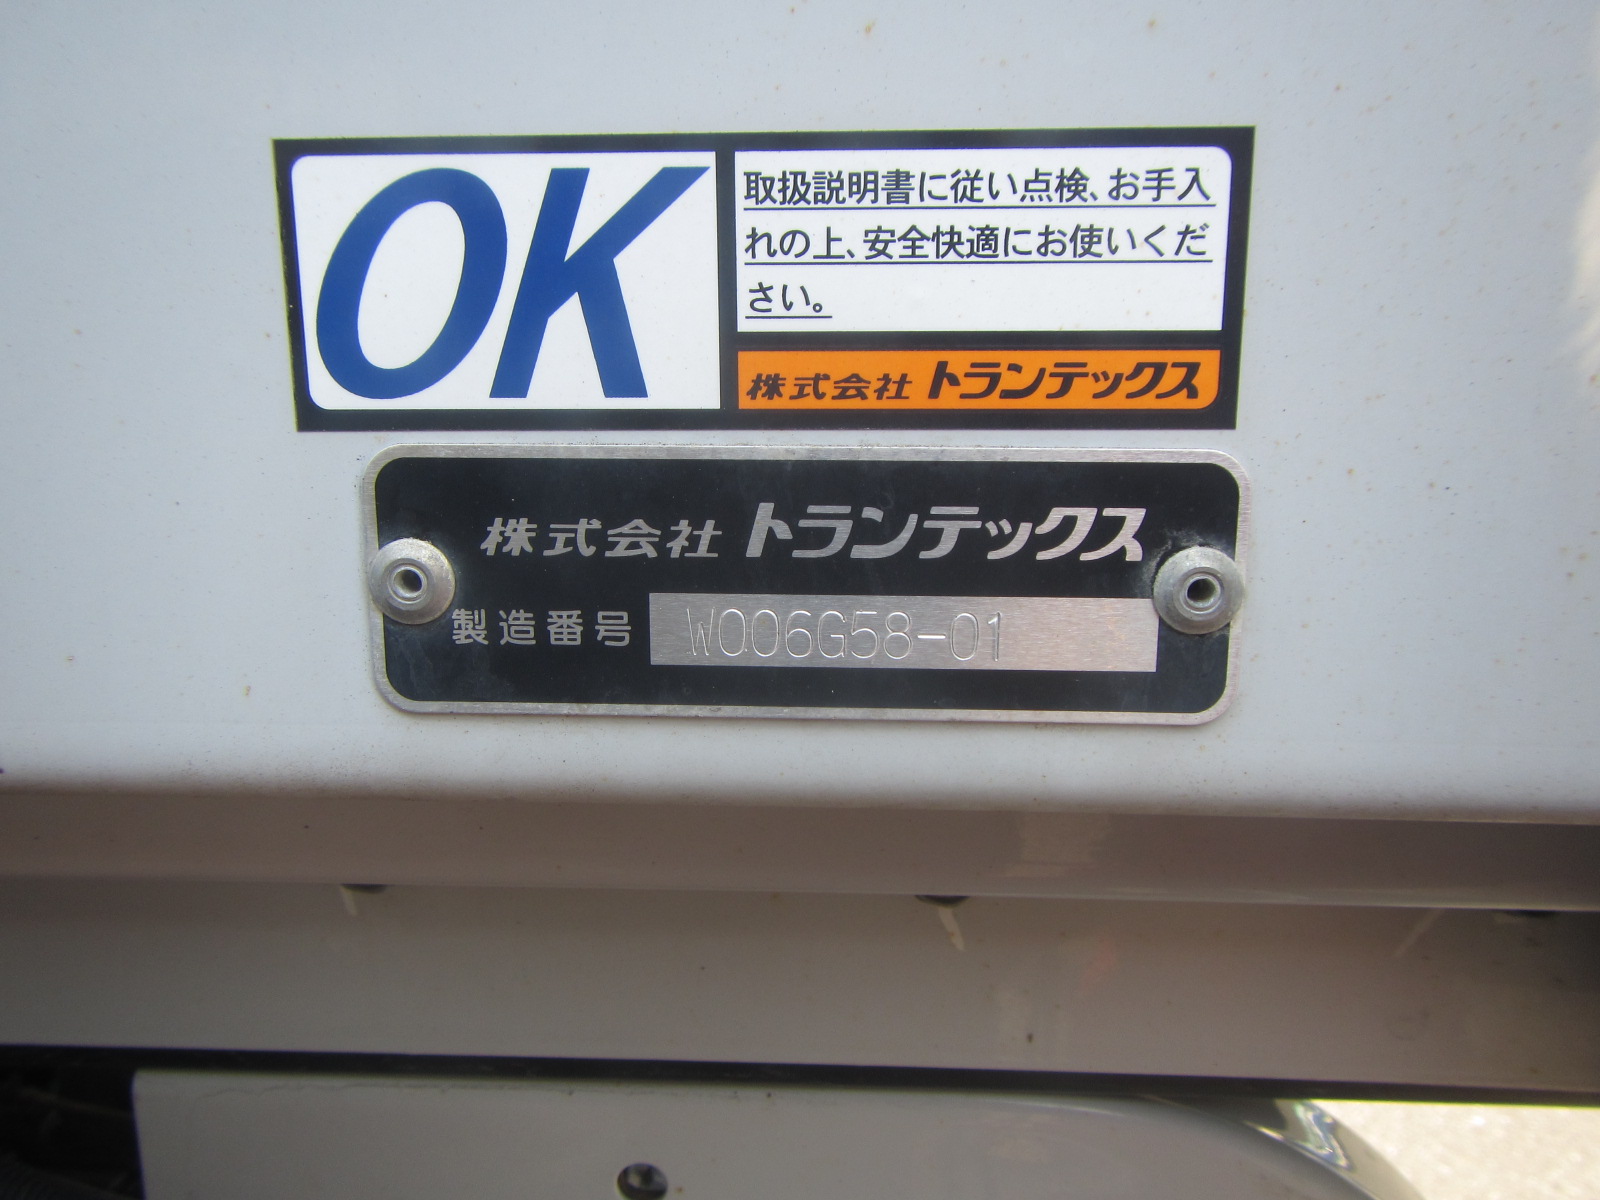 OK
取扱説明書に従い点検、お手入
れの上、安全快適にお使いくだ
さい。
株式会社 トランテックス
株式会社 トランテックス
製造番号 W006G58-01